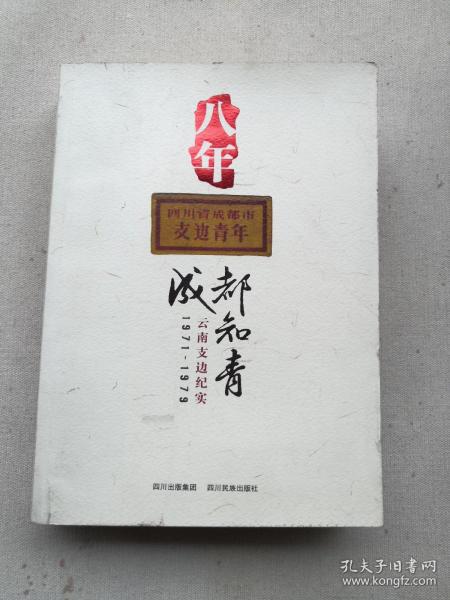 八年
四川省成都市
支边青年
成都知青
云南支边纪实
1971-1979
四川出版集团 四川民族出版社
孔夫子旧书网
www.kongfz.com